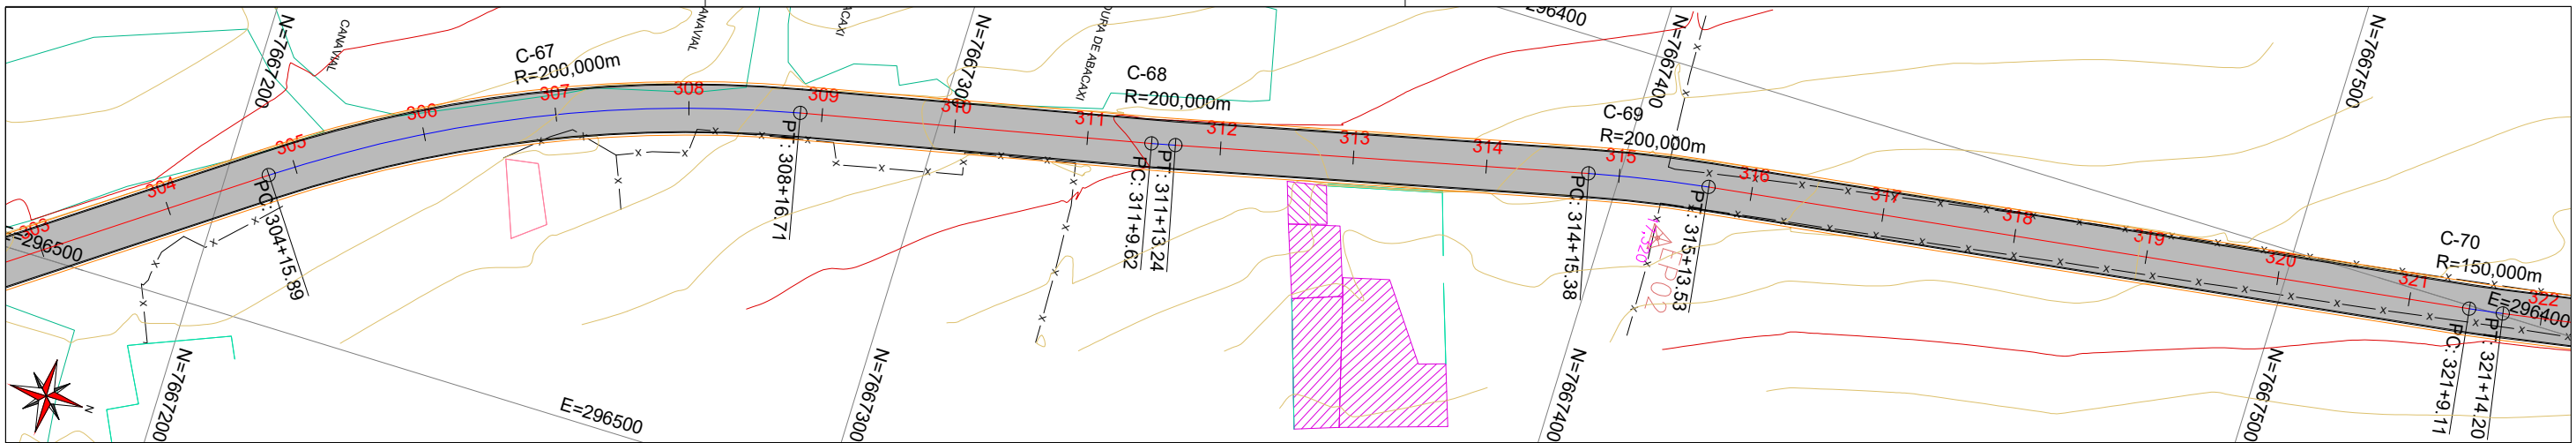 N=7667200
CANAVIAL
C-67
R=200,000m
ANAVIAL
ACAXI
N=7667300
DURA DE ABACAXI
C-68
R=200,000m
296400
N=7667400
C-69
R=200,000m
N=7667500
C-70
R=150,000m
303
304
305
306
307
308
309
310
311
312
313
314
315
316
317
318
319
320
321
322
=296500
PC: 304+15.89
PT: 308+16.71
PC: 311+9.62
PT: 311+13.24
PC: 314+15.38
PT: 315+13.53
PC: 321+9.11
PT: 321+14.20
E=296400
N
N=7667200
E=296500
N=7667300
N=7667400
N=7667500